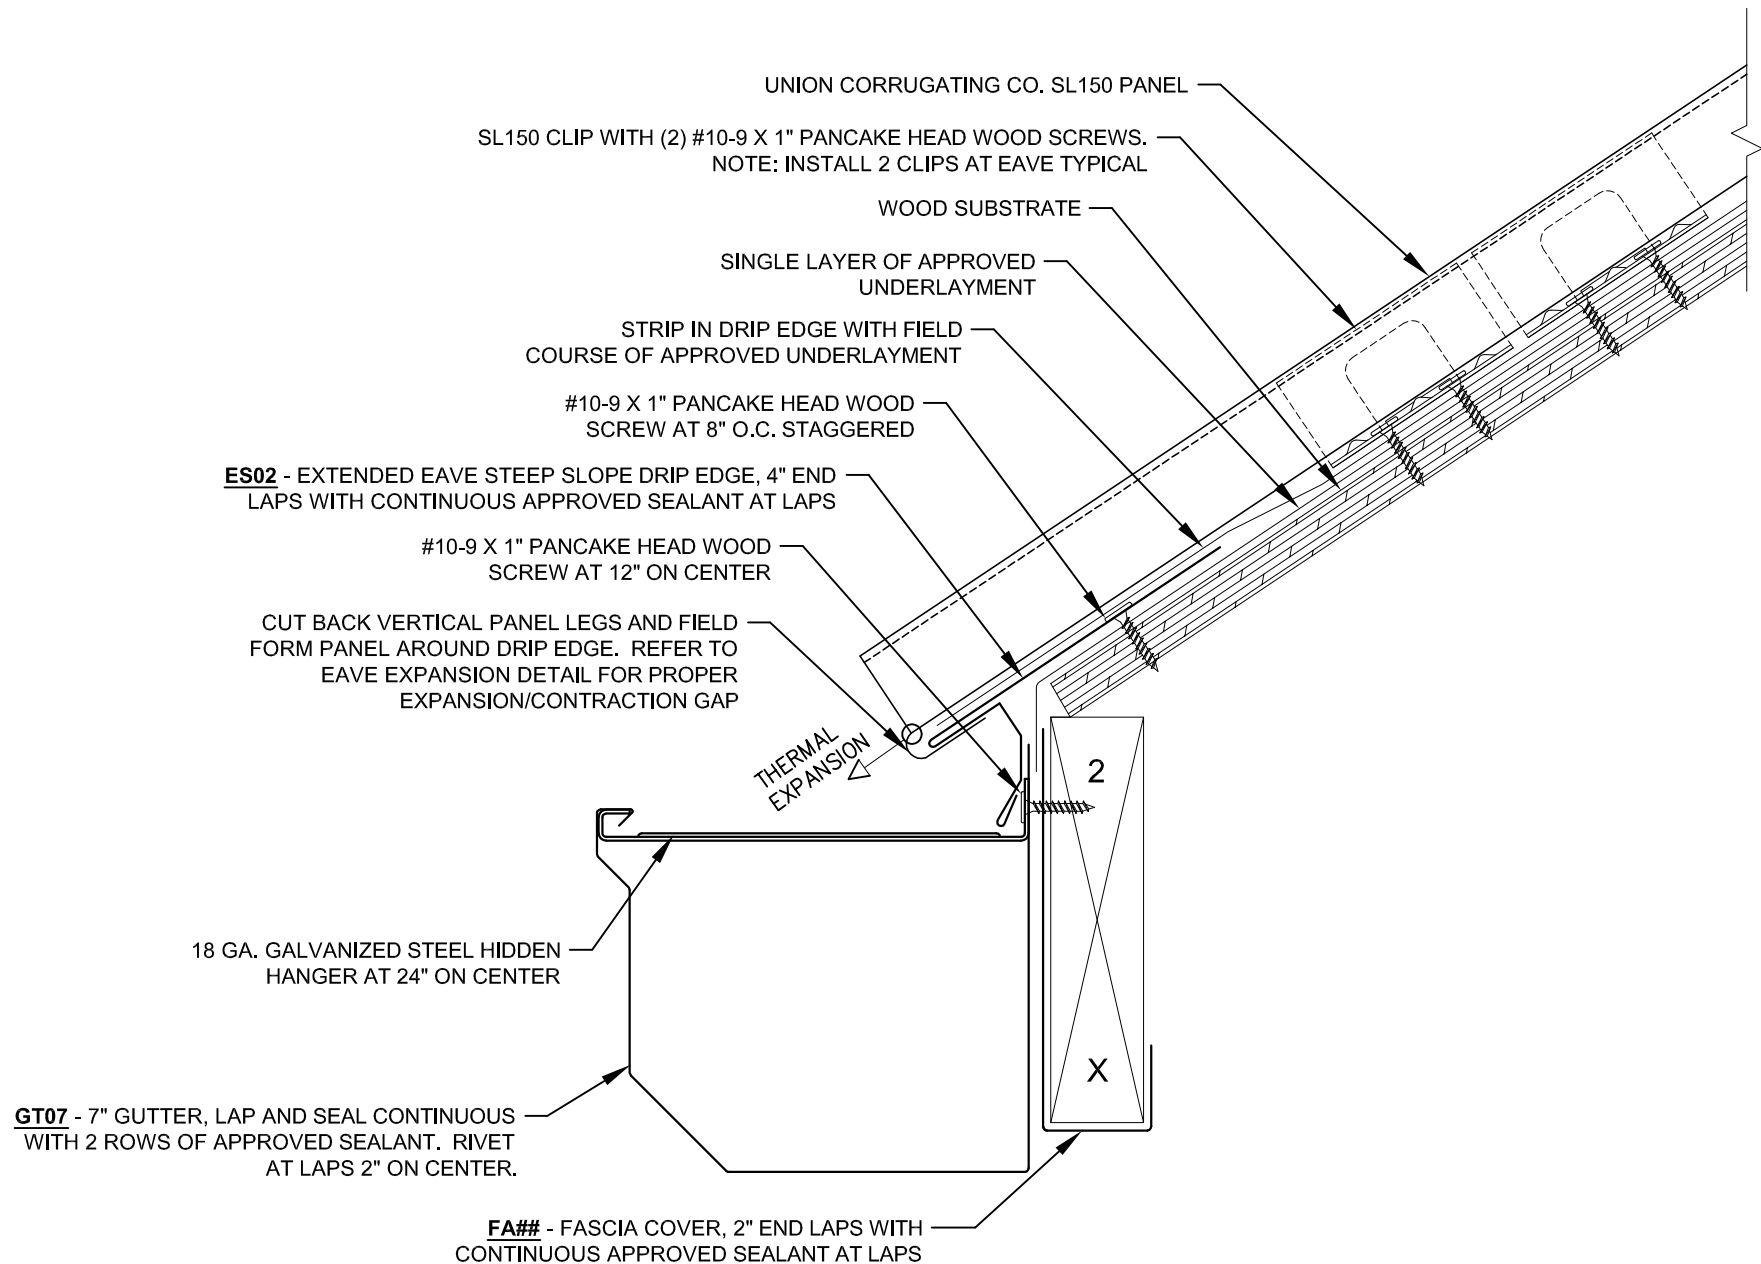 UNION CORRUGATING CO. SL150 PANEL
SL150 CLIP WITH (2) #10-9 X 1" PANCAKE HEAD WOOD SCREWS.
NOTE: INSTALL 2 CLIPS AT EAVE TYPICAL
WOOD SUBSTRATE
SINGLE LAYER OF APPROVED
UNDERLAYMENT
STRIP IN DRIP EDGE WITH FIELD
COURSE OF APPROVED UNDERLAYMENT
#10-9 X 1" PANCAKE HEAD WOOD
SCREW AT 8" O.C. STAGGERED
ES02 - EXTENDED EAVE STEEP SLOPE DRIP EDGE, 4" END
LAPS WITH CONTINUOUS APPROVED SEALANT AT LAPS
#10-9 X 1" PANCAKE HEAD WOOD
SCREW AT 12" ON CENTER
CUT BACK VERTICAL PANEL LEGS AND FIELD
FORM PANEL AROUND DRIP EDGE. REFER TO
EAVE EXPANSION DETAIL FOR PROPER
EXPANSION/CONTRACTION GAP
THERMAL
EXPANSION
2
X
18 GA. GALVANIZED STEEL HIDDEN
HANGER AT 24" ON CENTER
GT07 - 7" GUTTER, LAP AND SEAL CONTINUOUS
WITH 2 ROWS OF APPROVED SEALANT. RIVET
AT LAPS 2" ON CENTER.
FA## - FASCIA COVER, 2" END LAPS WITH
CONTINUOUS APPROVED SEALANT AT LAPS